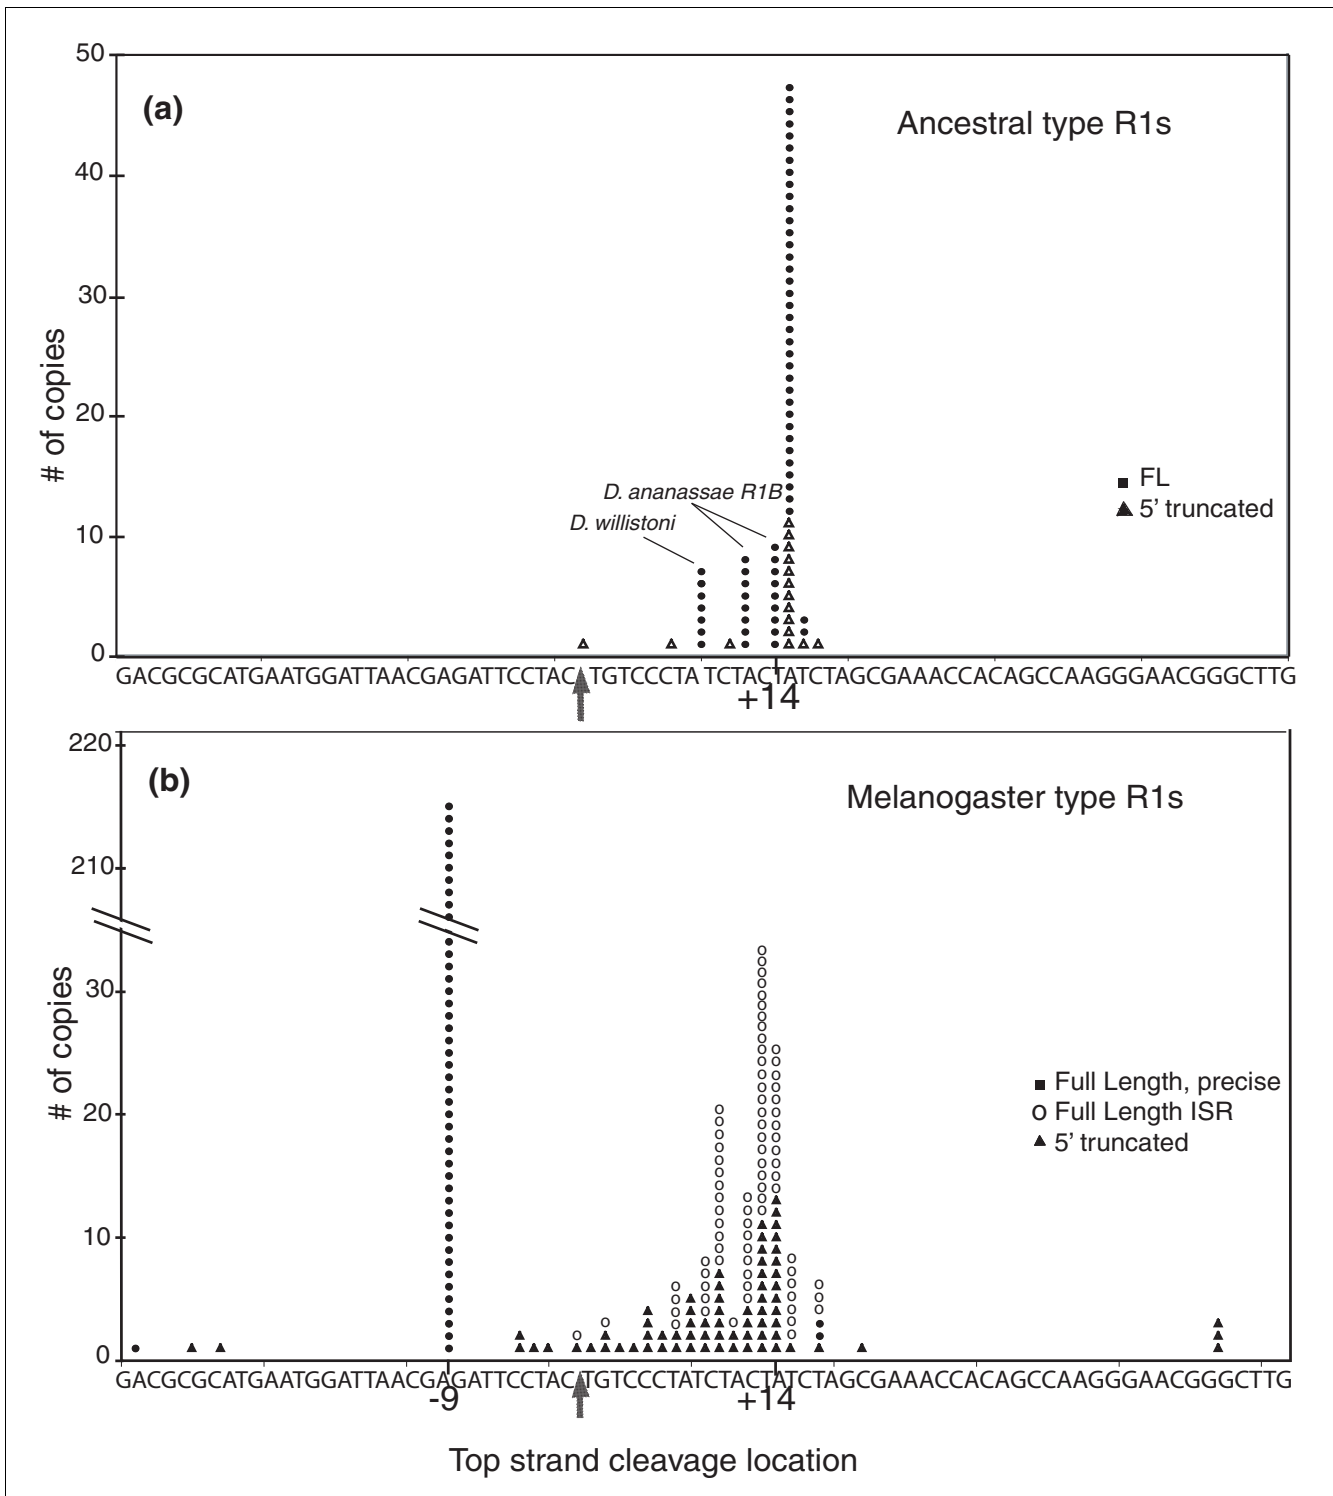 50
(a)
Ancestral type R1s
40
30
# of copies
20
D. ananassae R1B
FL
D. willistoni
5' truncated
10
0
GACGCGCATGAATGGATTAACGAGATTCCTACATGTCCCTATCTACTATCTAGCGAAACCACAGCCAAGGGAACGGGCTTG
+14
220
(b)
Melanogaster type R1s
210
# of copies
30
Full Length, precise
o Full Length ISR
20
5' truncated
10
0
GACGCGCATGAATGGATTAACGAGATTCCTACATGTCCCTATCTACTATCTAGCGAAACCACAGCCAAGGGAACGGGCTTG
-9
+14
Top strand cleavage location